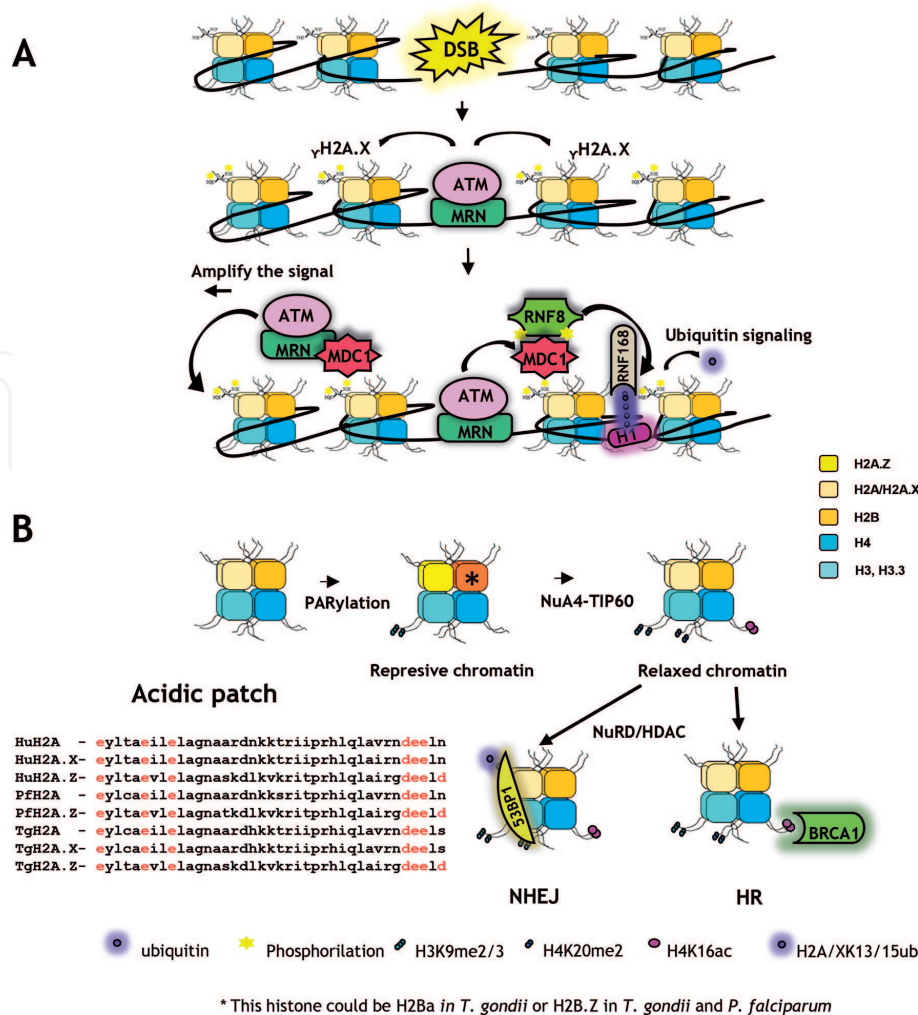 A
DSB
γH2A.X
γH2A.X
ATM
MRN
Amplify the signal
ATM
MRN
MDC1
RNF8
MDC1
RNF168
Ubiquitin signaling
ATM
MRN
H1
H2A.Z
H2A/H2A.X
H2B
H4
H3, H3.3
B
*
PARylation
NuA4-TIP60
Represive chromatin
Relaxed chromatin
Acidic patch
NuRD/HDAC
HuH2A - eyltaeilelagnaardnkktriiprhlqlavrndeeln
HuH2A.X- eyltaeilelagnaardnkktriiprhlqlairndeeln
HuH2A.Z- eyltaevlelagnaskdlkvkritprhlqlairgdeeld
PfH2A - eyltaeilelagnaardnkksritprhiqlavrndeeln
PfH2A.Z- eyltaevlelagnatkdlkvkritprhlqlairgdeeld
TgH2A - eylcaeilelagnaardhkktriiprhiqlavrndeels
TgH2A.X- eylcaeilelagnaardhkktriiprhiqlavrndeels
TgH2A.Z- eyltaevlelagnaskdlkvkritprhlqlairgdeeld
53BP1
BRCA1
NHEJ
HR
ubiquitin
Phosphorilation
H3K9me2/3
H4K20me2
H4K16ac
H2A/XK13/15ub
* This histone could be H2Ba in T. gondii or H2B.Z in T. gondii and P. falciparum